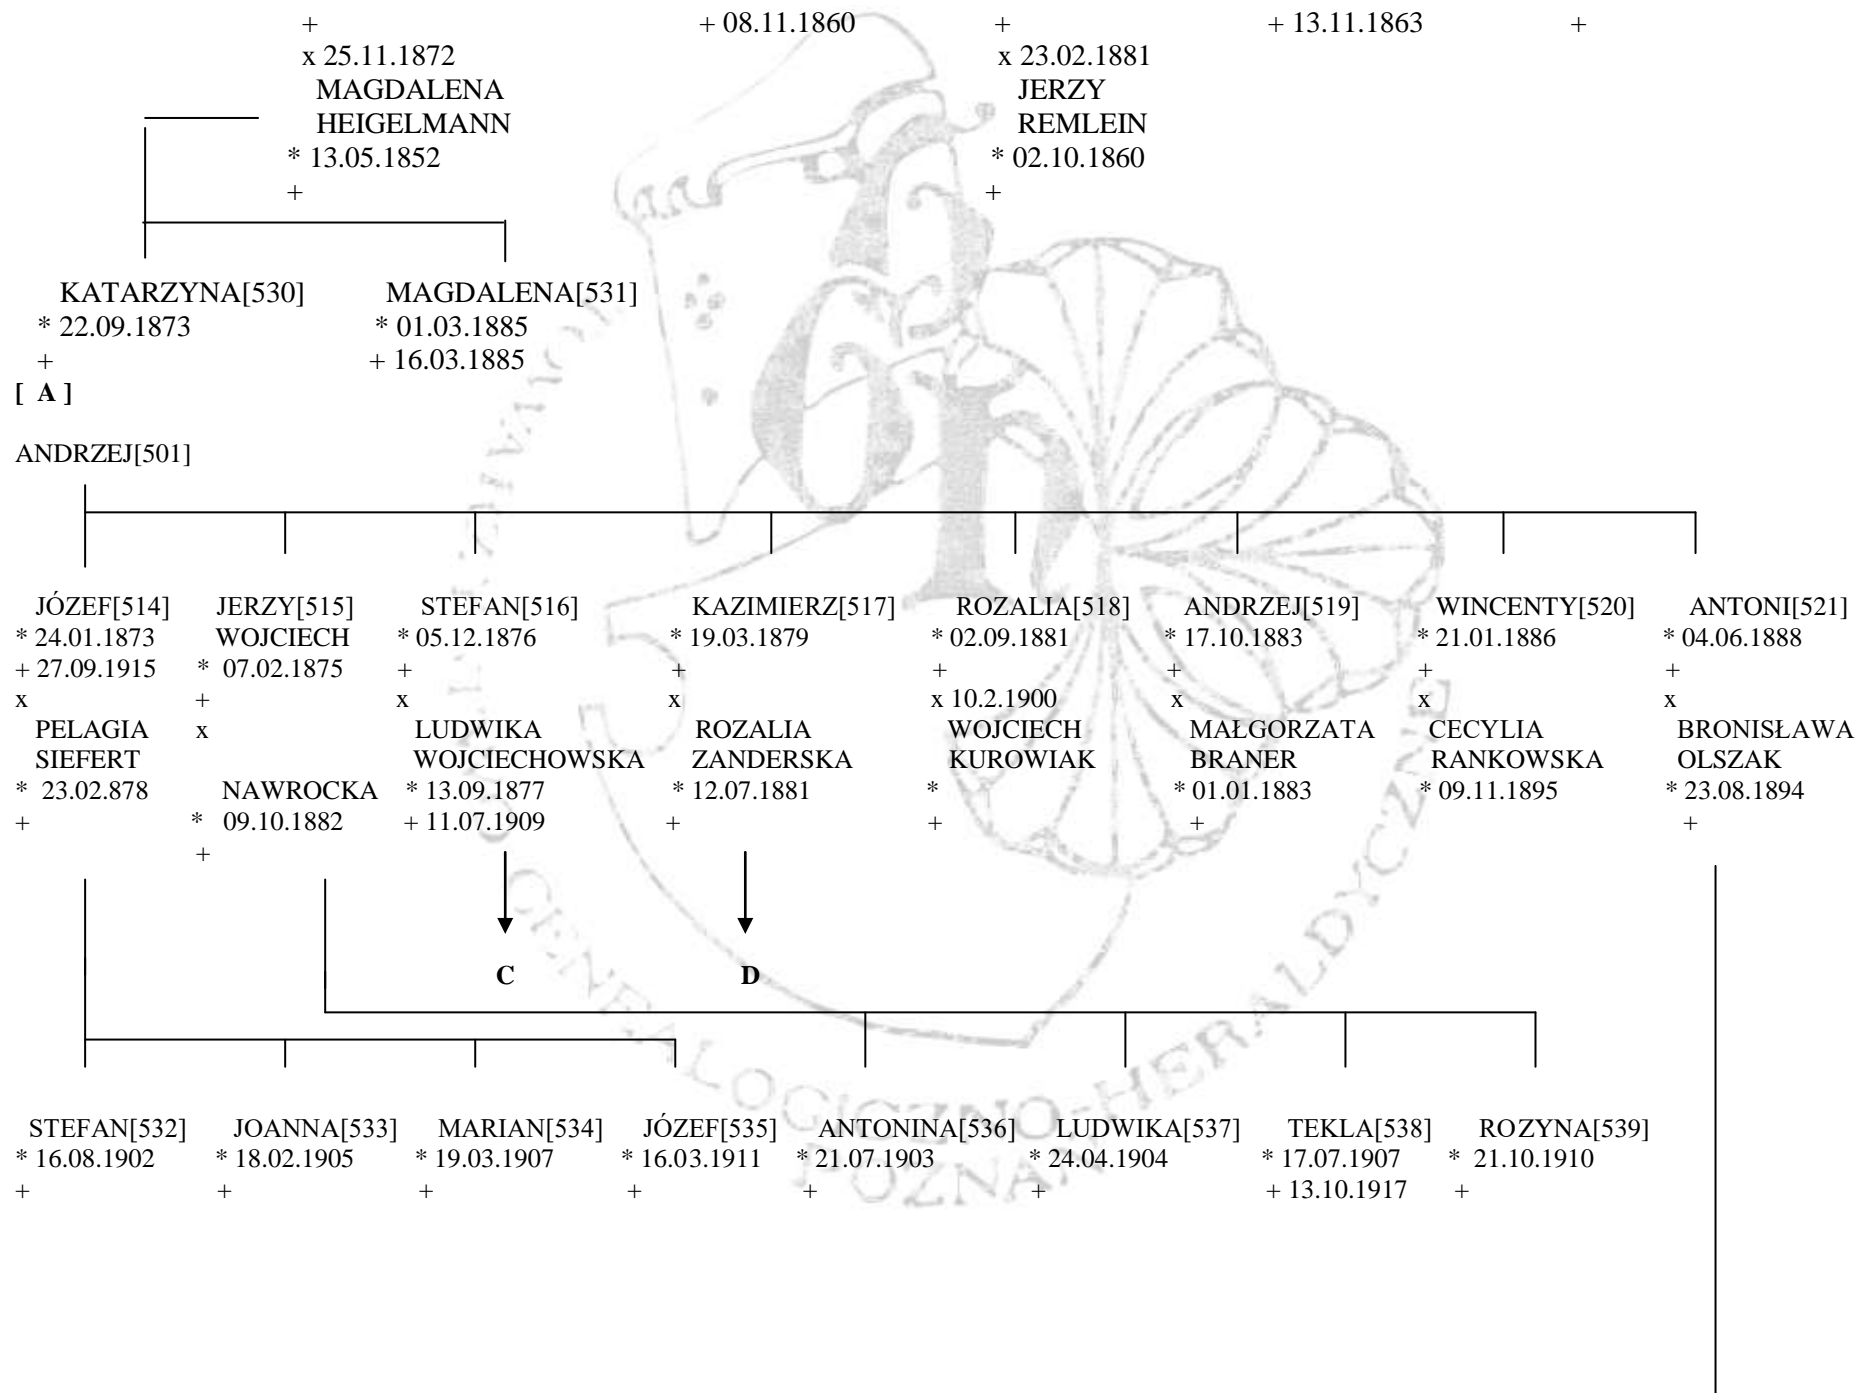 + + 08.11.1860 + + 13.11.1863 +
x 25.11.1872 x 23.02.1881
MAGDALENA JERZY
HEIGELMANN REMLEIN
* 13.05.1852 * 02.10.1860
+ +
KATARZYNA[530] MAGDALENA[531]
* 22.09.1873 * 01.03.1885
+ + 16.03.1885
[ A ]
ANDRZEJ[501]
JÓZEF[514] JERZY[515] STEFAN[516] KAZIMIERZ[517] ROZALIA[518] ANDRZEJ[519] WINCENTY[520] ANTONI[521]
* 24.01.1873 WOJCIECH * 05.12.1876 * 19.03.1879 * 02.09.1881 * 17.10.1883 * 21.01.1886 * 04.06.1888
+ 27.09.1915 * 07.02.1875 + + + + + +
x + x x x 10.2.1900 x x x
PELAGIA x LUDWIKA ROZALIA WOJCIECH MAŁGORZATA CECYLIA BRONISŁAWA
SIEFERT WOJCIECHOWSKA ZANDERSKA KUROWIAK BRANER RANKOWSKA OLSZAK
* 23.02.878 NAWROCKA * 13.09.1877 * 12.07.1881 * * 01.01.1883 * 09.11.1895 * 23.08.1894
+ * 09.10.1882 + 11.07.1909 + + + + +
+
C D
STEFAN[532] JOANNA[533] MARIAN[534] JÓZEF[535] ANTONINA[536] LUDWIKA[537] TEKLA[538] ROZYNA[539]
* 16.08.1902 * 18.02.1905 * 19.03.1907 * 16.03.1911 * 21.07.1903 * 24.04.1904 * 17.07.1907 * 21.10.1910
+ + + + + + + 13.10.1917 +
GENEALOGICZNO-HERALDYCZNE
POZNAŃ